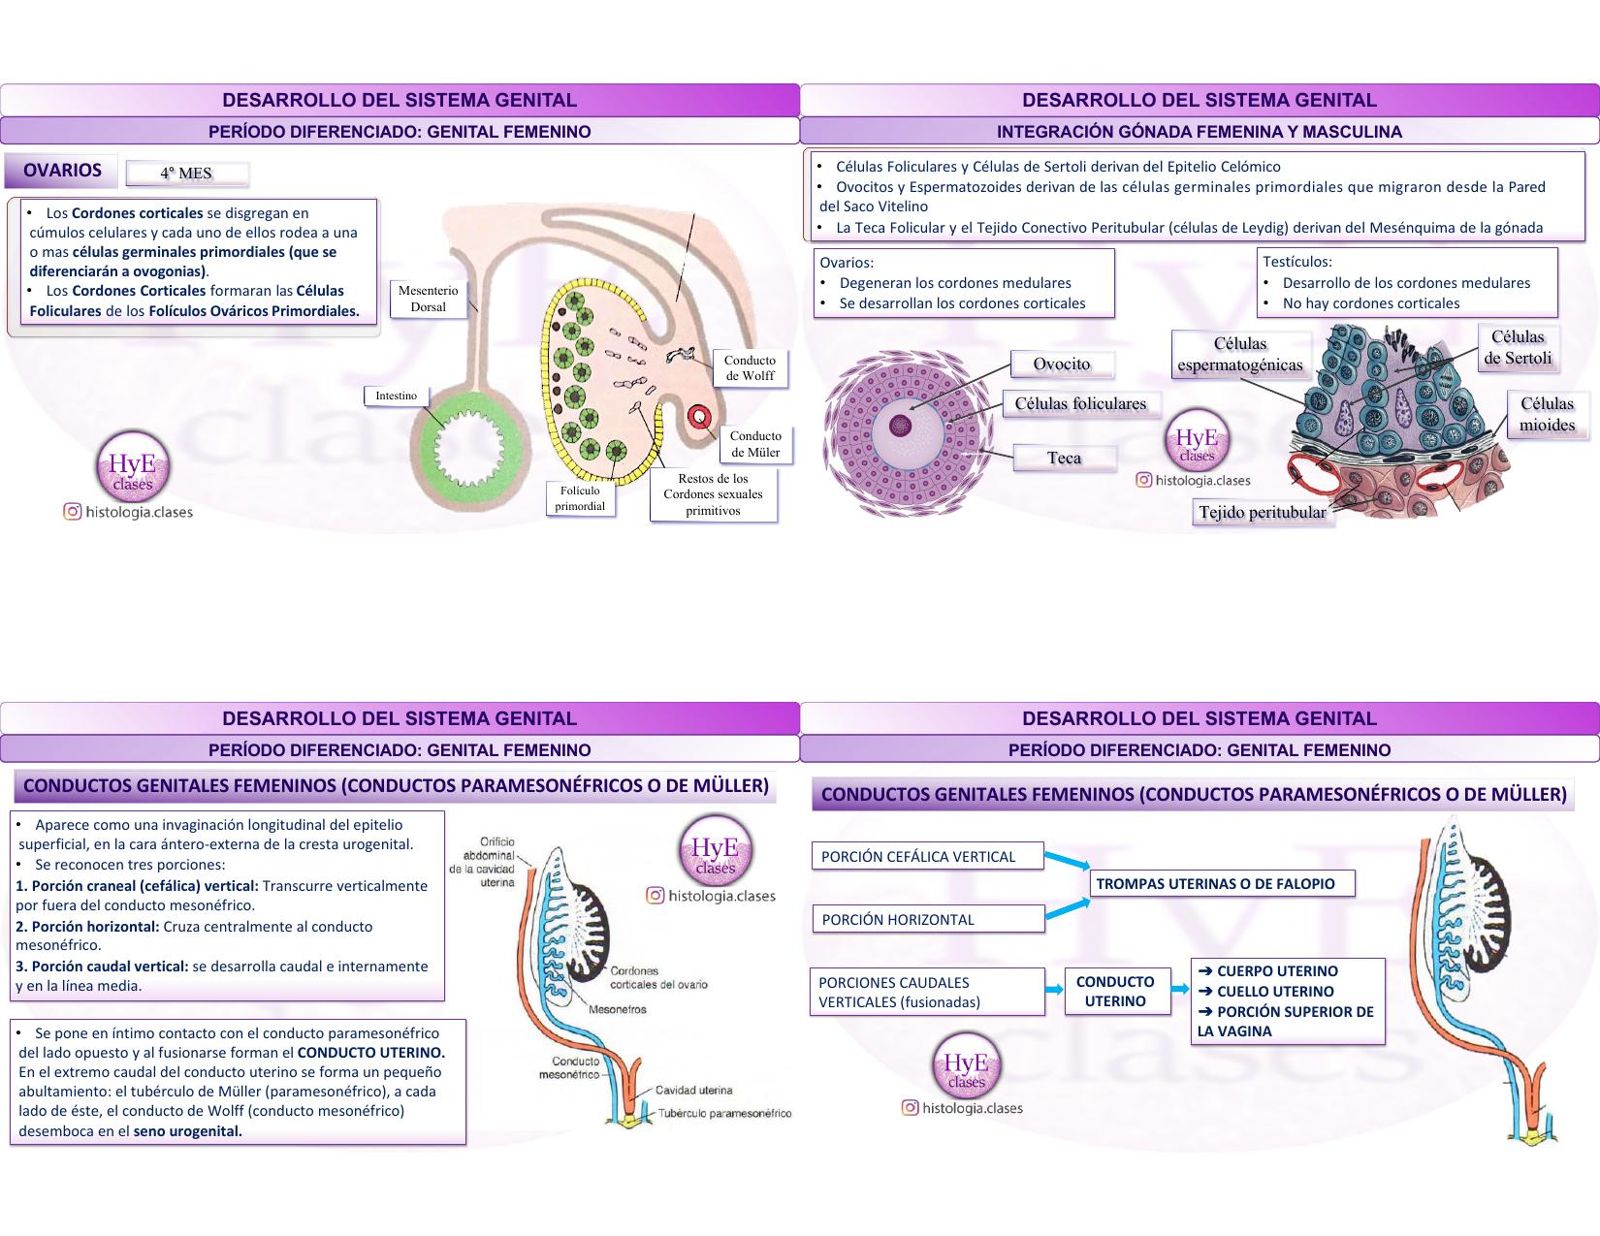 DESARROLLO DEL SISTEMA GENITAL
PERÍODO DIFERENCIADO: GENITAL FEMENINO
OVARIOS
4° MES
• Los Cordones corticales se disgregan en
cúmulos celulares y cada uno de ellos rodea a una
o mas células germinales primordiales (que se
diferenciarán a ovogonias).
• Los Cordones Corticales formaran las Células
Foliculares de los Folículos Ováricos Primordiales.
Mesenterio
Dorsal
Intestino
Conducto
de Wolff
Conducto
de Müler
Folículo
primordial
Restos de los
Cordones sexuales
primitivos
HyE
clases
histologia.clases
DESARROLLO DEL SISTEMA GENITAL
INTEGRACIÓN GÓNADA FEMENINA Y MASCULINA
• Células Foliculares y Células de Sertoli derivan del Epitelio Celómico
• Ovocitos y Espermatozoides derivan de las células germinales primordiales que migraron desde la Pared
del Saco Vitelino
• La Teca Folicular y el Tejido Conectivo Peritubular (células de Leydig) derivan del Mesénquima de la gónada
Ovarios:
• Degeneran los cordones medulares
• Se desarrollan los cordones corticales
Testículos:
• Desarrollo de los cordones medulares
• No hay cordones corticales
Ovocito
Células foliculares
Teca
Células
espermatogénicas
Células
de Sertoli
Células
mioides
Tejido peritubular
HyE
clases
histologia.clases
DESARROLLO DEL SISTEMA GENITAL
PERÍODO DIFERENCIADO: GENITAL FEMENINO
CONDUCTOS GENITALES FEMENINOS (CONDUCTOS PARAMESONÉFRICOS O DE MÜLLER)
• Aparece como una invaginación longitudinal del epitelio
superficial, en la cara ántero-externa de la cresta urogenital.
• Se reconocen tres porciones:
1. Porción craneal (cefálica) vertical: Transcurre verticalmente
por fuera del conducto mesonéfrico.
2. Porción horizontal: Cruza centralmente al conducto
mesonéfrico.
3. Porción caudal vertical: se desarrolla caudal e internamente
y en la línea media.
• Se pone en íntimo contacto con el conducto paramesonéfrico
del lado opuesto y al fusionarse forman el CONDUCTO UTERINO.
En el extremo caudal del conducto uterino se forma un pequeño
abultamiento: el tubérculo de Müller (paramesonéfrico), a cada
lado de éste, el conducto de Wolff (conducto mesonéfrico)
desemboca en el seno urogenital.
Orificio
abdominal
de la cavidad
uterina
Cordones
corticales del ovario
Mesonefros
Conducto
mesonéfrico
Cavidad uterina
Tubérculo paramesonéfrico
HyE
clases
histologia.clases
DESARROLLO DEL SISTEMA GENITAL
PERÍODO DIFERENCIADO: GENITAL FEMENINO
CONDUCTOS GENITALES FEMENINOS (CONDUCTOS PARAMESONÉFRICOS O DE MÜLLER)
PORCIÓN CEFÁLICA VERTICAL
TROMPAS UTERINAS O DE FALOPIO
PORCIÓN HORIZONTAL
PORCIONES CAUDALES
VERTICALES (fusionadas)
CONDUCTO
UTERINO
➔ CUERPO UTERINO
➔ CUELLO UTERINO
➔ PORCIÓN SUPERIOR DE
LA VAGINA
HyE
clases
histologia.clases